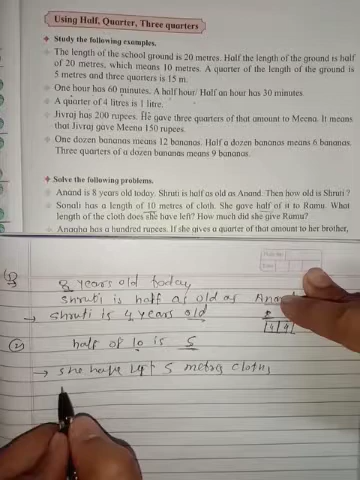 Using Half, Quarter, Three quarters
Study the following examples.
The length of the school ground is 20 metres. Half the length of the ground is half
of 20 metres, which means 10 metres. A quarter of the length of the ground is
5 metres and three quarters is 15 m.
One hour has 60 minutes. A half hour/ Half an hour has 30 minutes.
A quarter of 4 litres is 1 litre.
Jivraj has 200 rupees. He gave three quarters of that amount to Meena. It means
that Jivraj gave Meena 150 rupees.
One dozen bananas means 12 bananas. Half a dozen bananas means 6 bananas.
Three quarters of a dozen bananas means 9 bananas.
Solve the following problems.
Anand is 8 years old today. Shruti is half as old as Anand. Then how old is Shruti ?
Sonali has a length of 10 metres of cloth. She gave half of it to Ramu. What
length of the cloth does she have left? How much did she give Ramu?
Anagha has a hundred rupees. If she gives a quarter of that amount to her brother,
8 years old today
Shruti is half as old as
→ Shruti is 4 years old
8
4 4
(2) half of 10 is 5
→ she have left 5 metres cloths